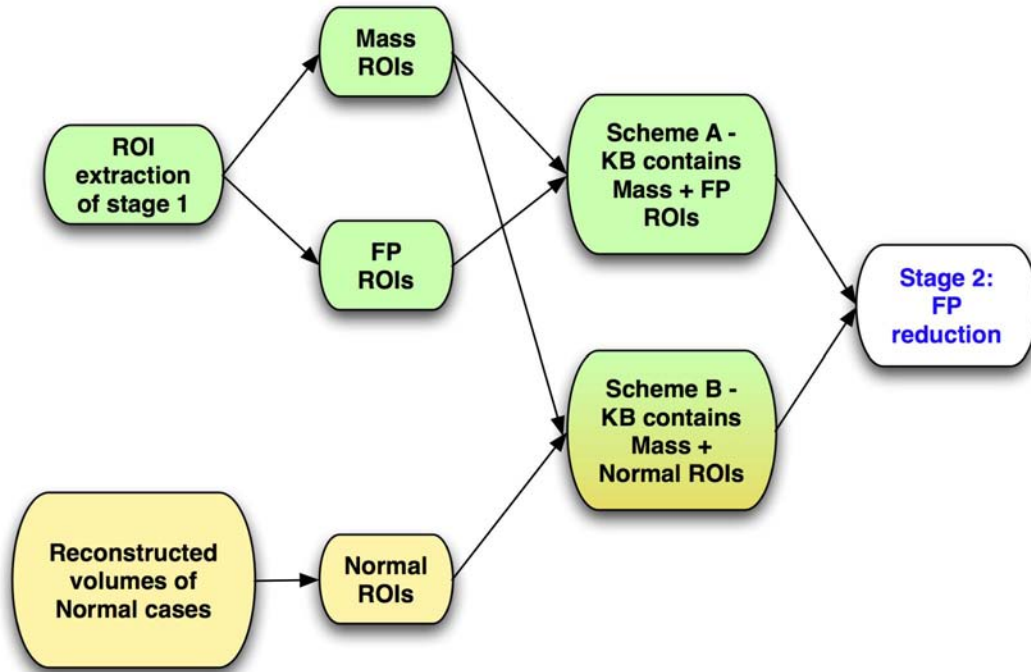 Mass
ROIs
ROI
extraction
of stage 1
FP
ROIs
Scheme A -
KB contains
Mass + FP
ROIs
Stage 2:
FP
reduction
Scheme B -
KB contains
Mass +
Normal ROIs
Reconstructed
volumes of
Normal cases
Normal
ROIs